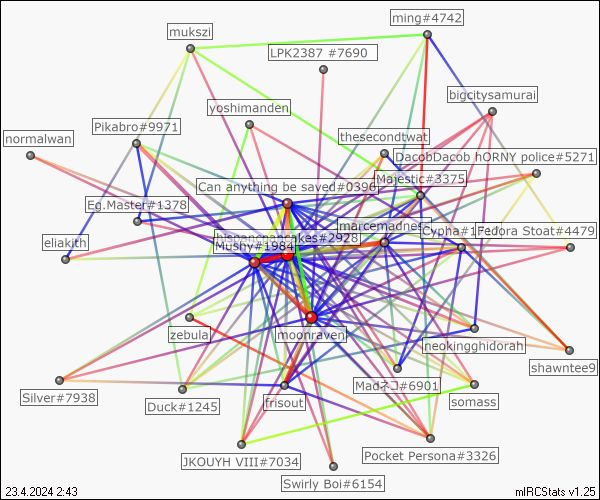 ming#4742
mukszi
LPK2387 #7690
bigcitysamurai
yoshimanden
Pikabro#9971
thesecondtwat
normalwan
DacobDacob hORNY police#5271
Majestic#3375
Can anything be saved#0396
Eg.Master#1378
marcemadness
Cypha#1
Fedora Stoat#4479
#2928
Mushy#1984
eliakith
zebula
moonraven
neokingghidorah
shawntee9
Silver#7938
Duck#1245
frisout
Madネコ#6901
somass
JKOUYH VIII#7034
Pocket Persona#3326
Swirly Boi#6154
23.4.2024 2:43
mIRCStats v1.25